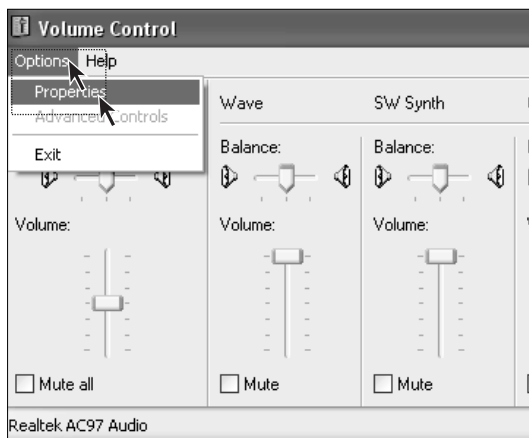 Volume Control
Options Help
Properties
Advanced Controls
Exit
Wave SW Synth
Balance: Balance:
Volume: Volume: Volume:
Mute all Mute Mute
Realtek AC97 Audio